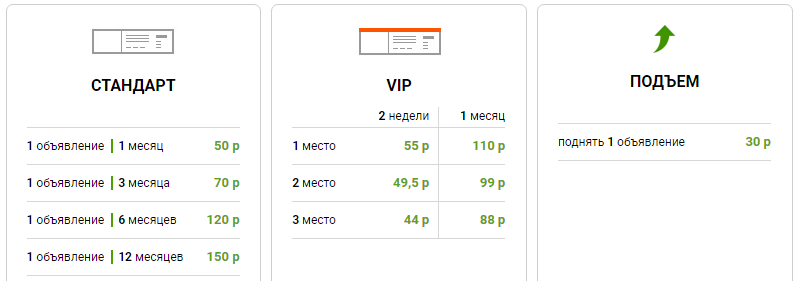 СТАНДАРТ
1 объявление 1 месяц 50 р
1 объявление 3 месяца 70 р
1 объявление 6 месяцев 120 р
1 объявление 12 месяцев 150 р
VIP
2 недели 1 месяц
1 место 55 р 110 р
2 место 49,5 р 99 р
3 место 44 р 88 р
ПОДЪЕМ
поднять 1 объявление 30 р